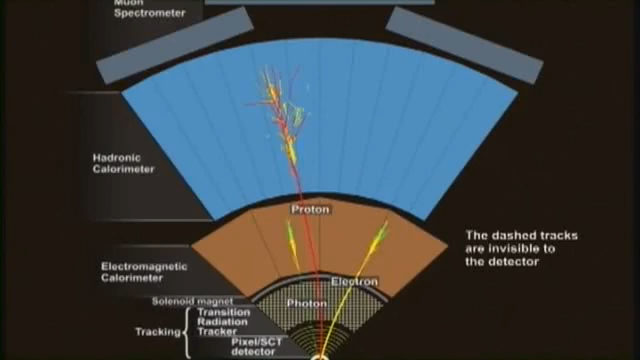 Muon
Spectrometer
Hadronic
Calorimeter
Proton
The dashed tracks
are invisible to
the detector
Electromagnetic
Calorimeter
Electron
Solenoid magnet
Photon
Tracking
Transition
Radiation
Tracker
Pixel/SCT
detector